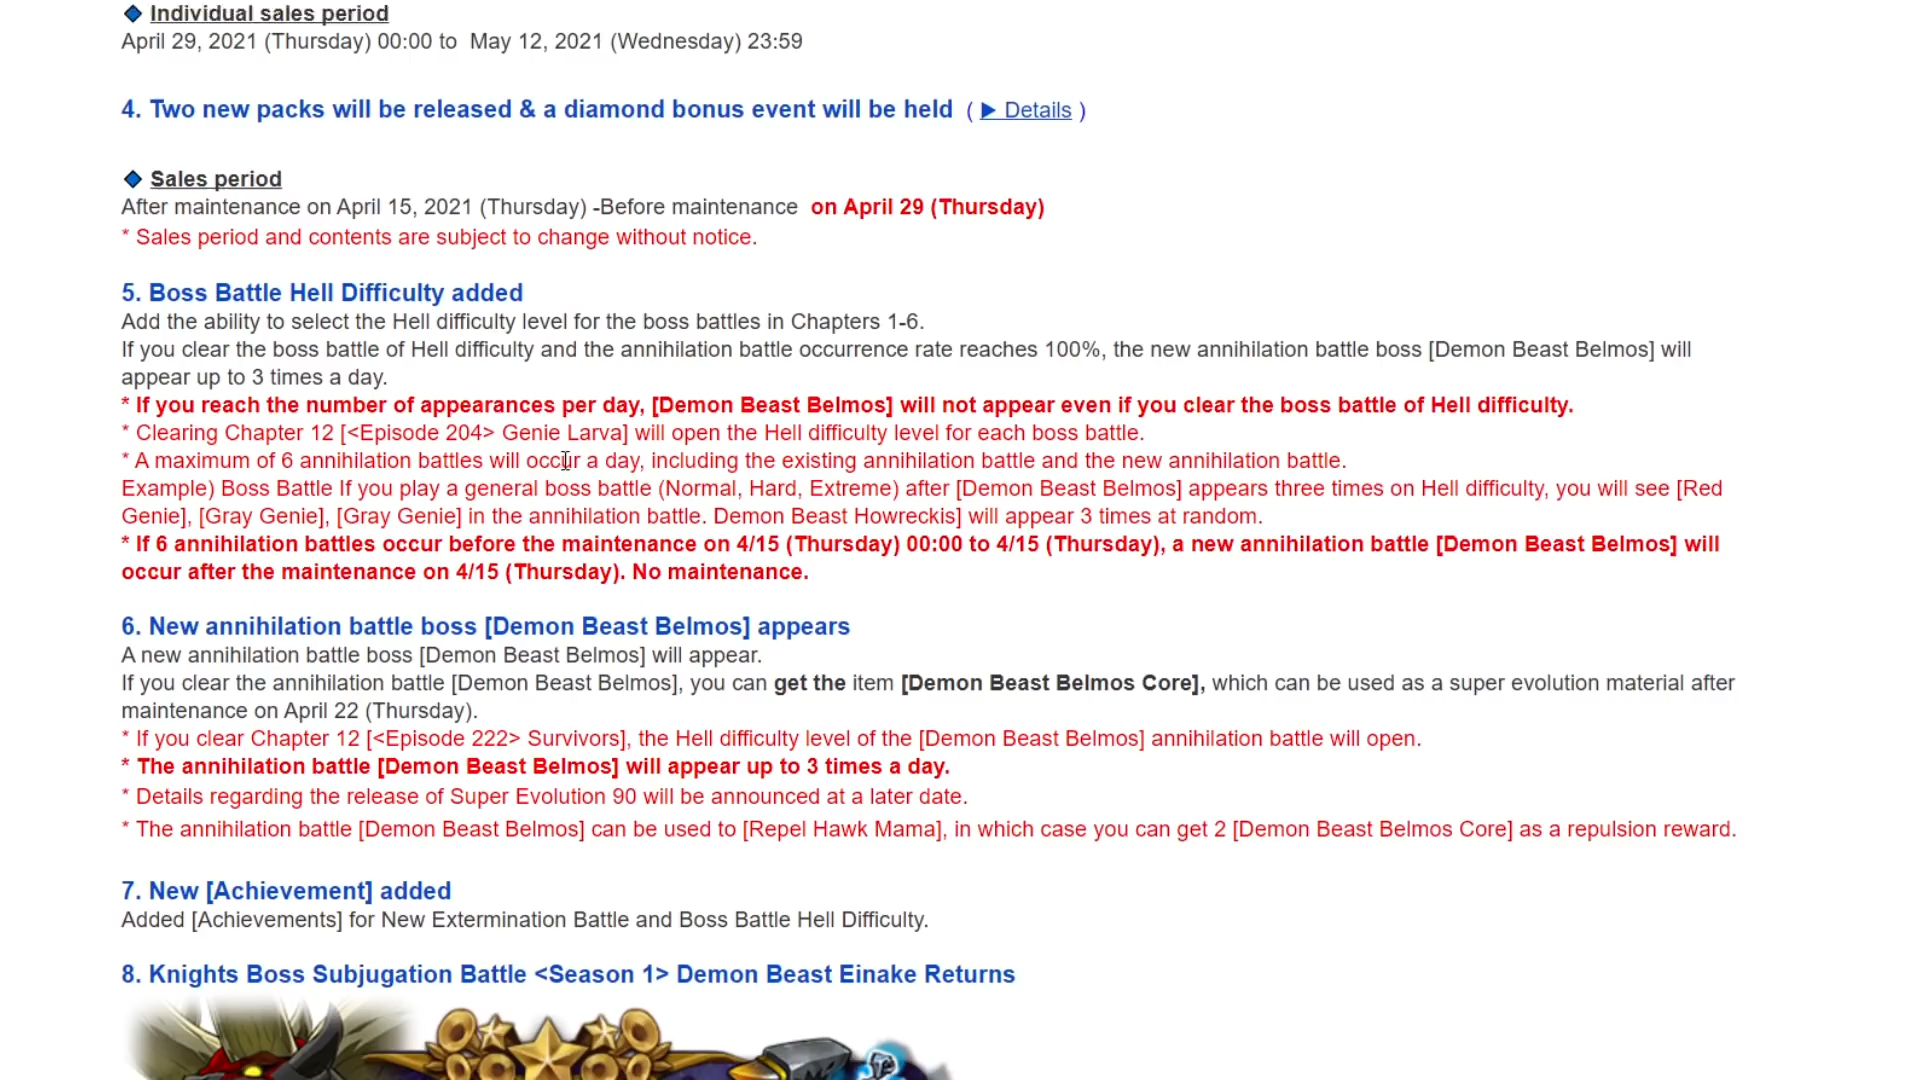 Individual sales period
April 29, 2021 (Thursday) 00:00 to May 12, 2021 (Wednesday) 23:59
4. Two new packs will be released & a diamond bonus event will be held ( ▶ Details )
Sales period
After maintenance on April 15, 2021 (Thursday) -Before maintenance on April 29 (Thursday)
* Sales period and contents are subject to change without notice.
5. Boss Battle Hell Difficulty added
Add the ability to select the Hell difficulty level for the boss battles in Chapters 1-6.
If you clear the boss battle of Hell difficulty and the annihilation battle occurrence rate reaches 100%, the new annihilation battle boss [Demon Beast Belmos] will
appear up to 3 times a day.
* If you reach the number of appearances per day, [Demon Beast Belmos] will not appear even if you clear the boss battle of Hell difficulty.
* Clearing Chapter 12 [<Episode 204> Genie Larva] will open the Hell difficulty level for each boss battle.
* A maximum of 6 annihilation battles will occur a day, including the existing annihilation battle and the new annihilation battle.
Example) Boss Battle If you play a general boss battle (Normal, Hard, Extreme) after [Demon Beast Belmos] appears three times on Hell difficulty, you will see [Red
Genie], [Gray Genie], [Gray Genie] in the annihilation battle. Demon Beast Howreckis] will appear 3 times at random.
* If 6 annihilation battles occur before the maintenance on 4/15 (Thursday) 00:00 to 4/15 (Thursday), a new annihilation battle [Demon Beast Belmos] will
occur after the maintenance on 4/15 (Thursday). No maintenance.
6. New annihilation battle boss [Demon Beast Belmos] appears
A new annihilation battle boss [Demon Beast Belmos] will appear.
If you clear the annihilation battle [Demon Beast Belmos], you can get the item [Demon Beast Belmos Core], which can be used as a super evolution material after
maintenance on April 22 (Thursday).
* If you clear Chapter 12 [<Episode 222> Survivors], the Hell difficulty level of the [Demon Beast Belmos] annihilation battle will open.
* The annihilation battle [Demon Beast Belmos] will appear up to 3 times a day.
* Details regarding the release of Super Evolution 90 will be announced at a later date.
* The annihilation battle [Demon Beast Belmos] can be used to [Repel Hawk Mama], in which case you can get 2 [Demon Beast Belmos Core] as a repulsion reward.
7. New [Achievement] added
Added [Achievements] for New Extermination Battle and Boss Battle Hell Difficulty.
8. Knights Boss Subjugation Battle <Season 1> Demon Beast Einake Returns